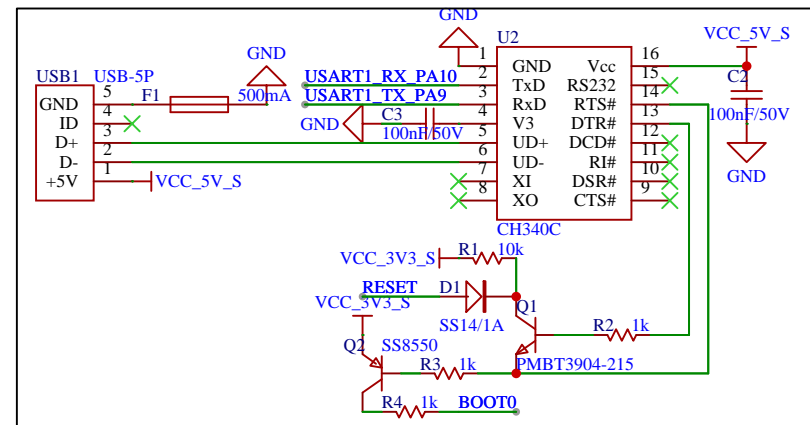 GND
U2
VCC_5V_S
USB1 USB-5P
GND
1 GND Vcc 16
2 TxD RS232 15
3 RxD RTS# 14
4 V3 DTR# 13
5 UD+ DCD# 12
6 UD- RI# 11
7 XI DSR# 10
8 XO CTS# 9
CH340C
USART1_RX_PA10
USART1_TX_PA9
GND 5
ID 4
D+ 3
D- 2
+5V 1
F1
500mA
GND
C3
100nF/50V
C2
100nF/50V
GND
VCC_5V_S
VCC_3V3_S
R1 10k
RESET
D1
SS14/1A
VCC_3V3_S
Q1
R2 1k
Q2
SS8550
PMBT3904-215
R3 1k
R4 1k
BOOT0